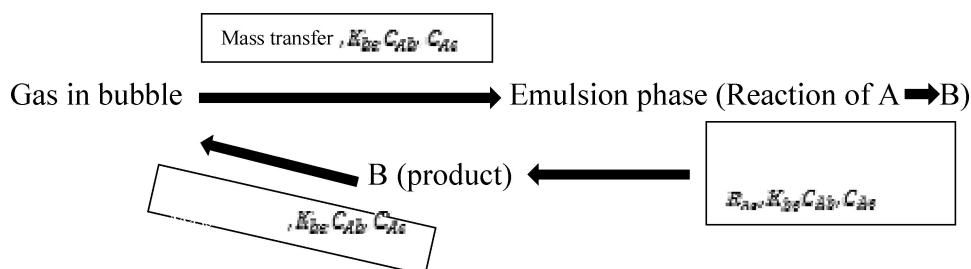 Mass transfer , K_be, C_Ab, C_Ae
Gas in bubble
Emulsion phase (Reaction of A → B)
B (product)
R_Ae, K_be C_Ab, C_Ae
, K_be, C_Ab, C_Ae